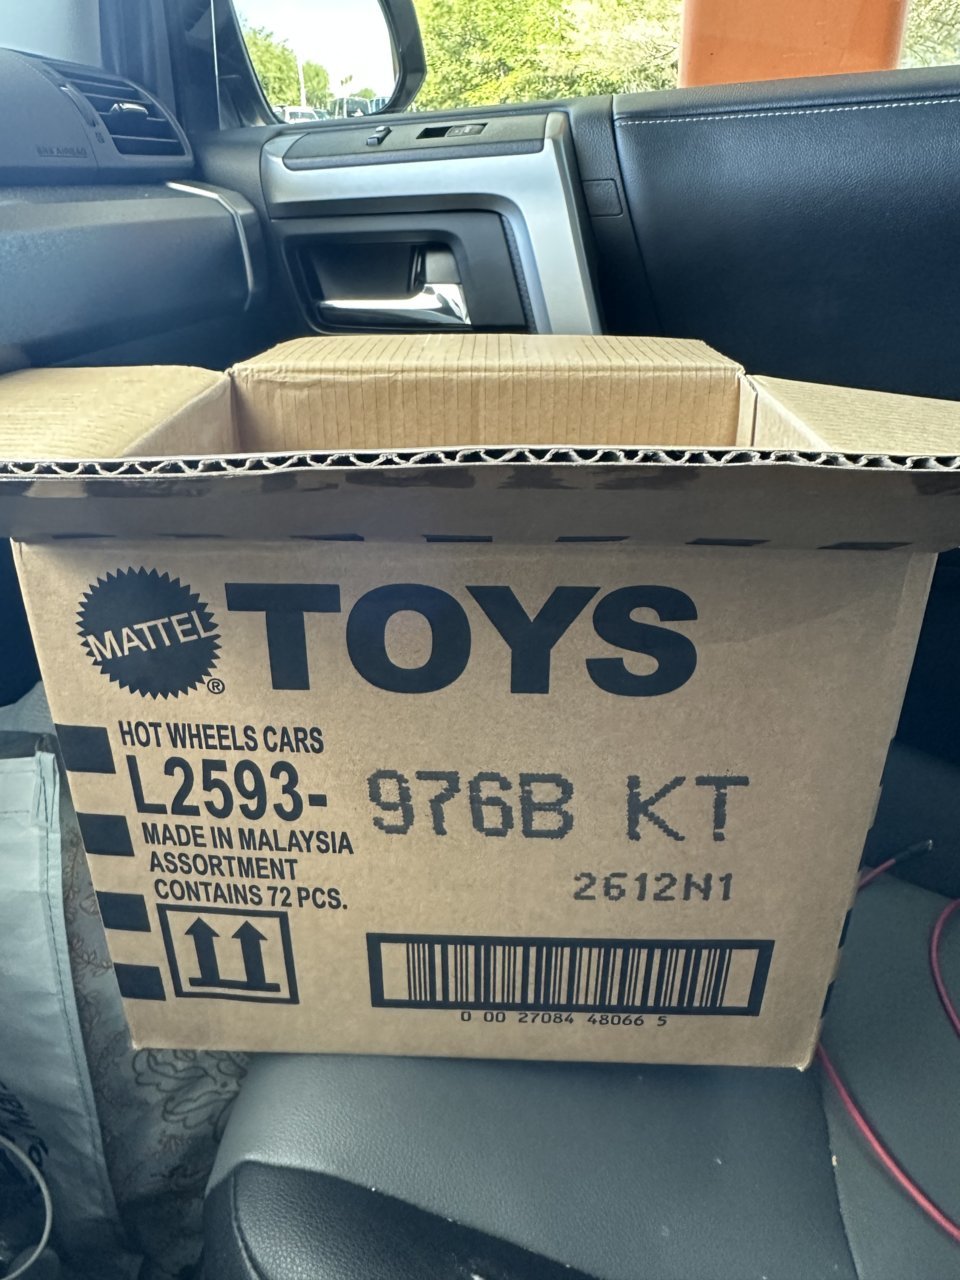 MATTEL® TOYS
HOT WHEELS CARS
L2593- 976B KT
MADE IN MALAYSIA
ASSORTMENT
CONTAINS 72 PCS.
2612N1
0 00 27084 48066 5